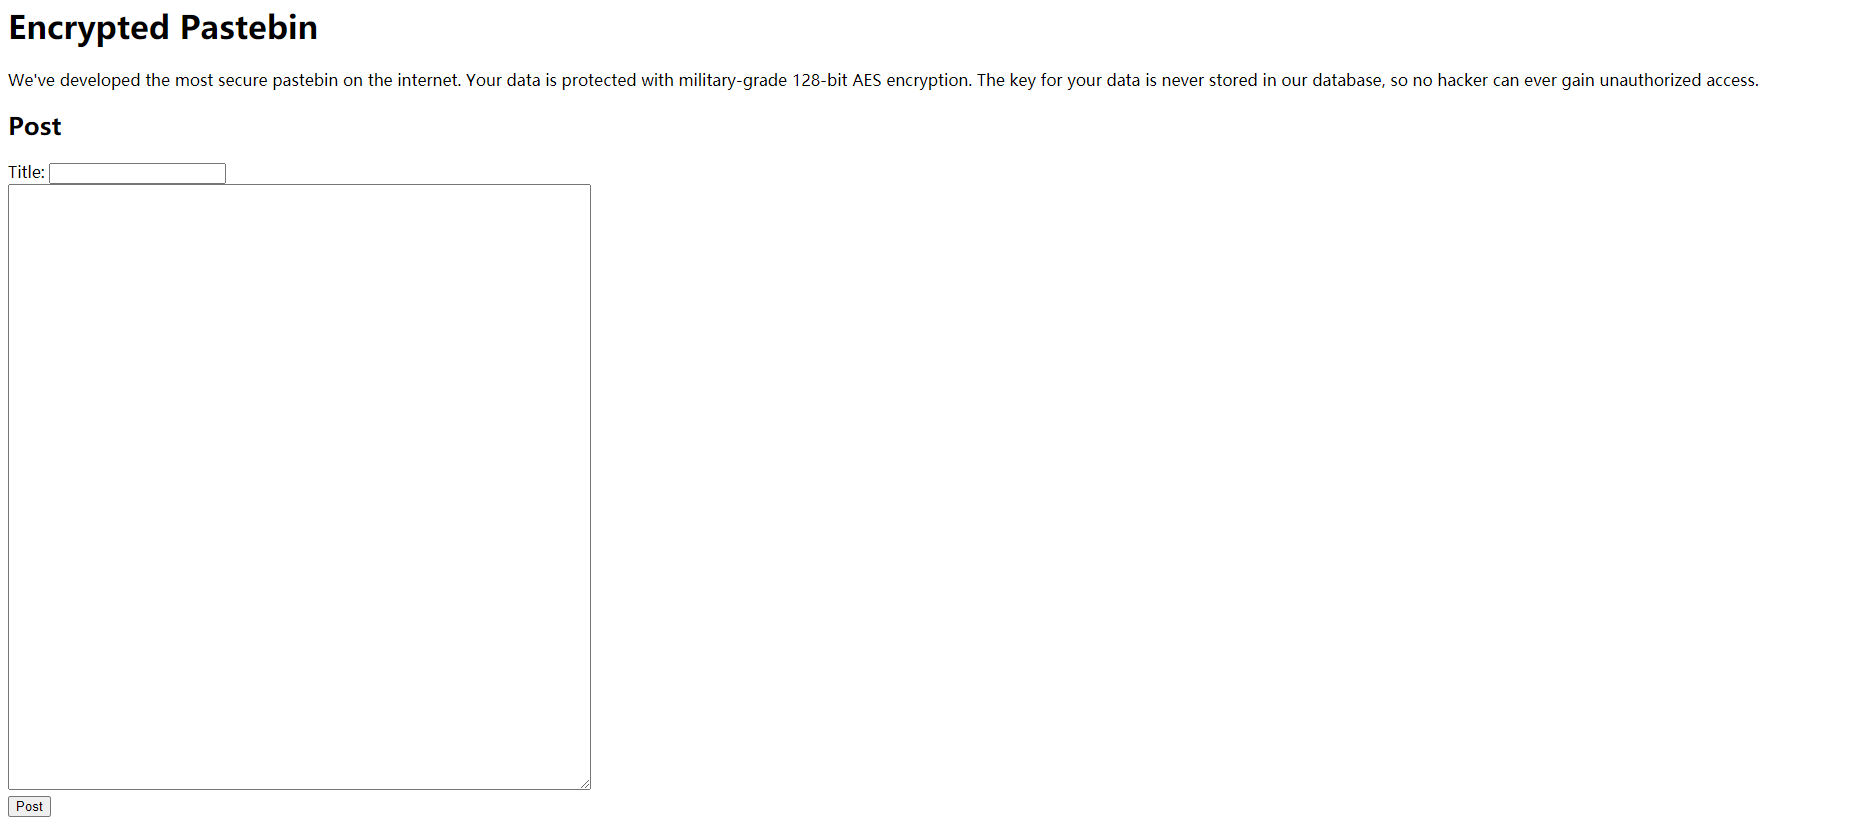 Encrypted Pastebin
We've developed the most secure pastebin on the internet. Your data is protected with military-grade 128-bit AES encryption. The key for your data is never stored in our database, so no hacker can ever gain unauthorized access.
Post
Title:
Post